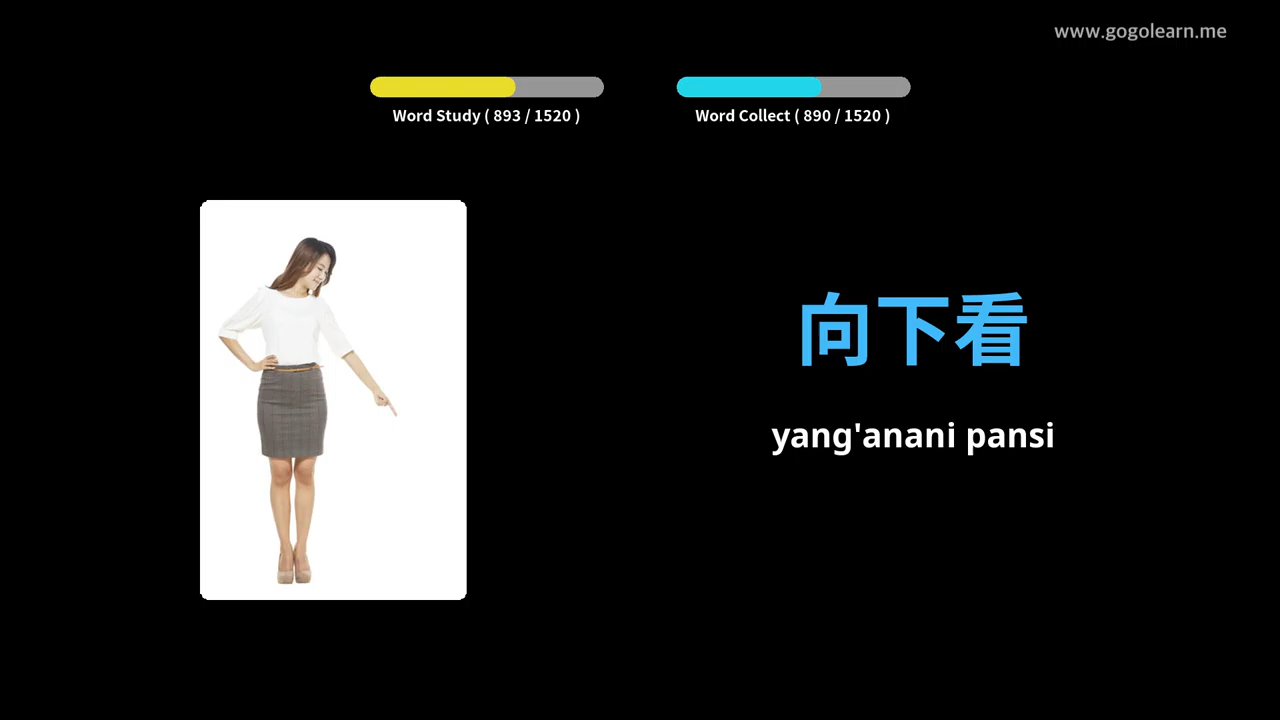 www.gogolearn.me
Word Study ( 893 / 1520 )
Word Collect ( 890 / 1520 )
向下看
yang'anani pansi